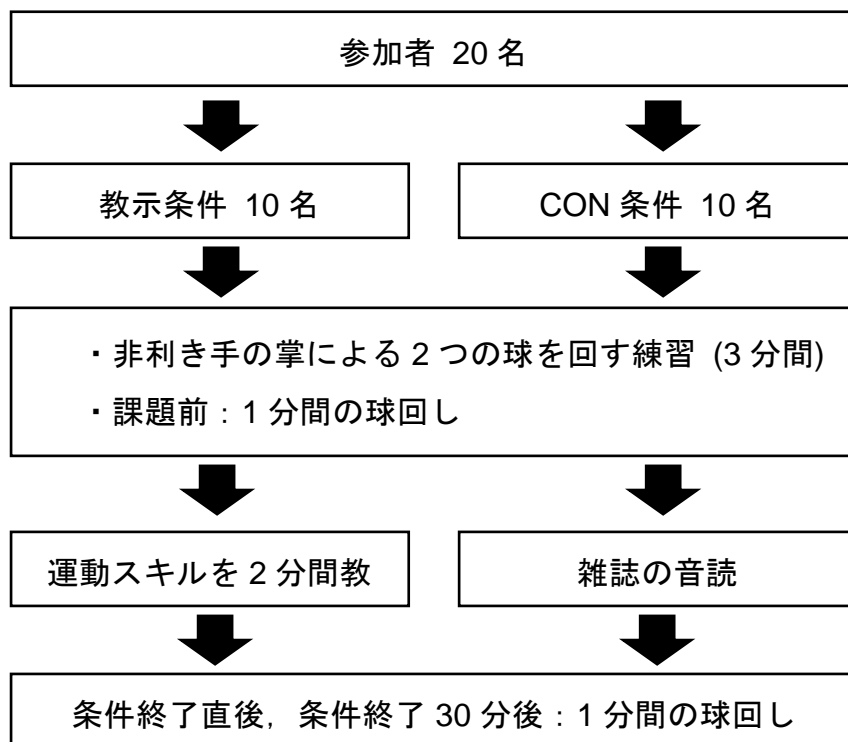 参加者 20 名
教示条件 10 名
CON 条件 10 名
・非利き手の掌による 2 つの球を回す練習 (3 分間)
・課題前：1 分間の球回し
運動スキルを 2 分間教
雑誌の音読
条件終了直後，条件終了 30 分後：1 分間の球回し